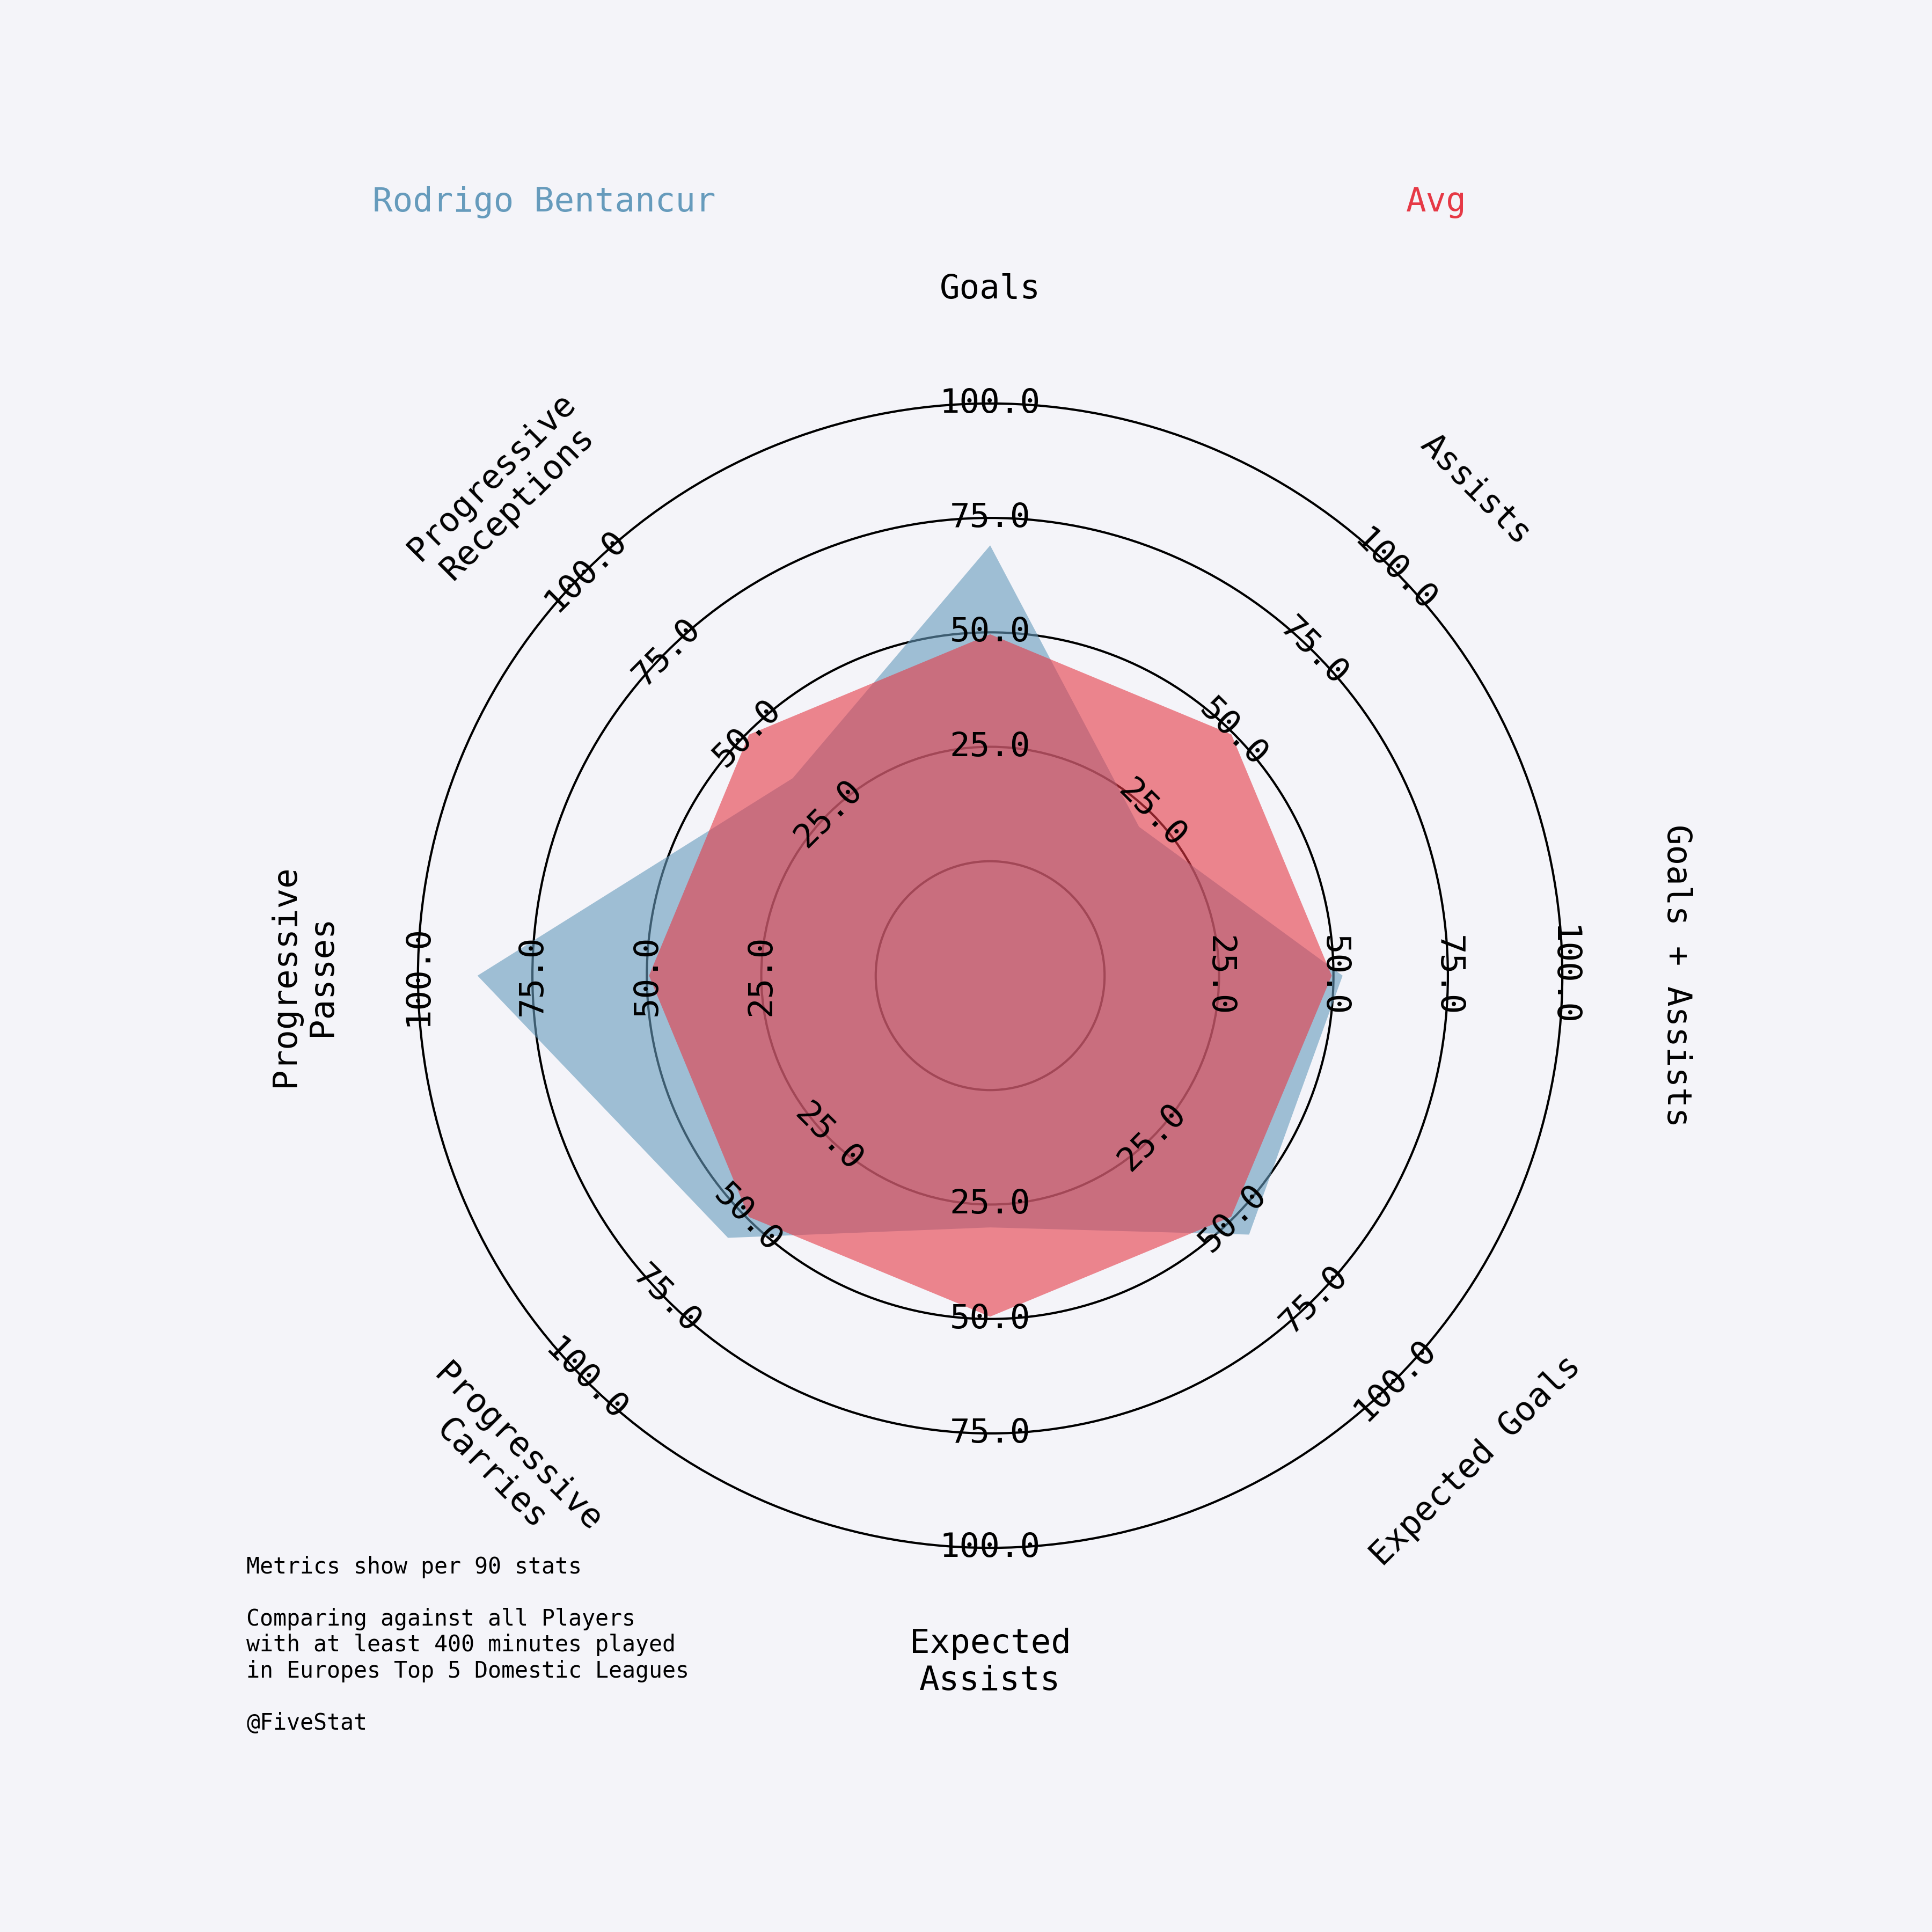 Rodrigo Bentancur
Avg
Goals
Assists
Goals + Assists
Expected Goals
Expected
Assists
Progressive
Carries
Progressive
Passes
Progressive
Receptions
25.0
50.0
75.0
100.0
25.0
50.0
75.0
100.0
25.0
50.0
75.0
100.0
25.0
50.0
75.0
100.0
25.0
50.0
75.0
100.0
25.0
50.0
75.0
100.0
25.0
50.0
75.0
100.0
25.0
50.0
75.0
100.0
Metrics show per 90 stats
Comparing against all Players
with at least 400 minutes played
in Europes Top 5 Domestic Leagues
@FiveStat